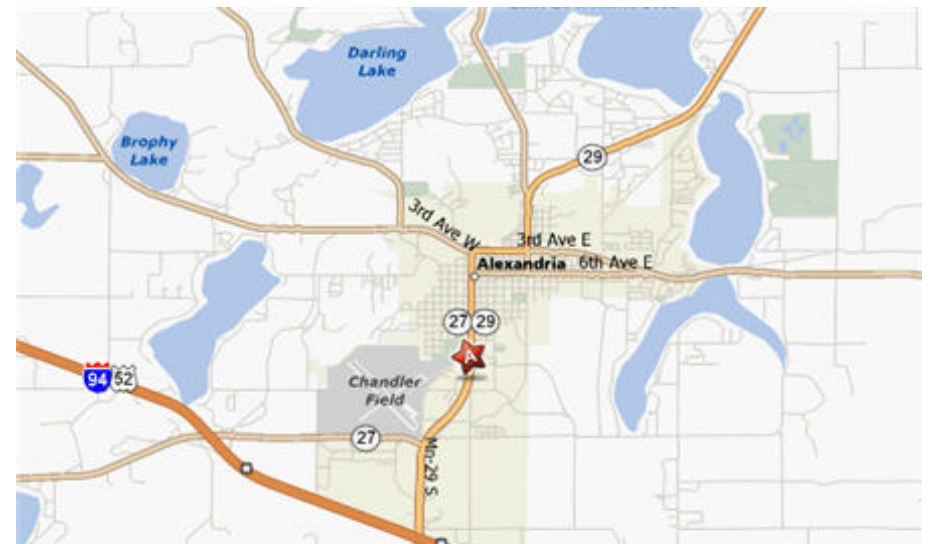 Darling
Lake
Brophy
Lake
29
3rd Ave W
3rd Ave E
Alexandria
6th Ave E
27
29
A
94
52
Chandler
Field
27
Mn-29 S